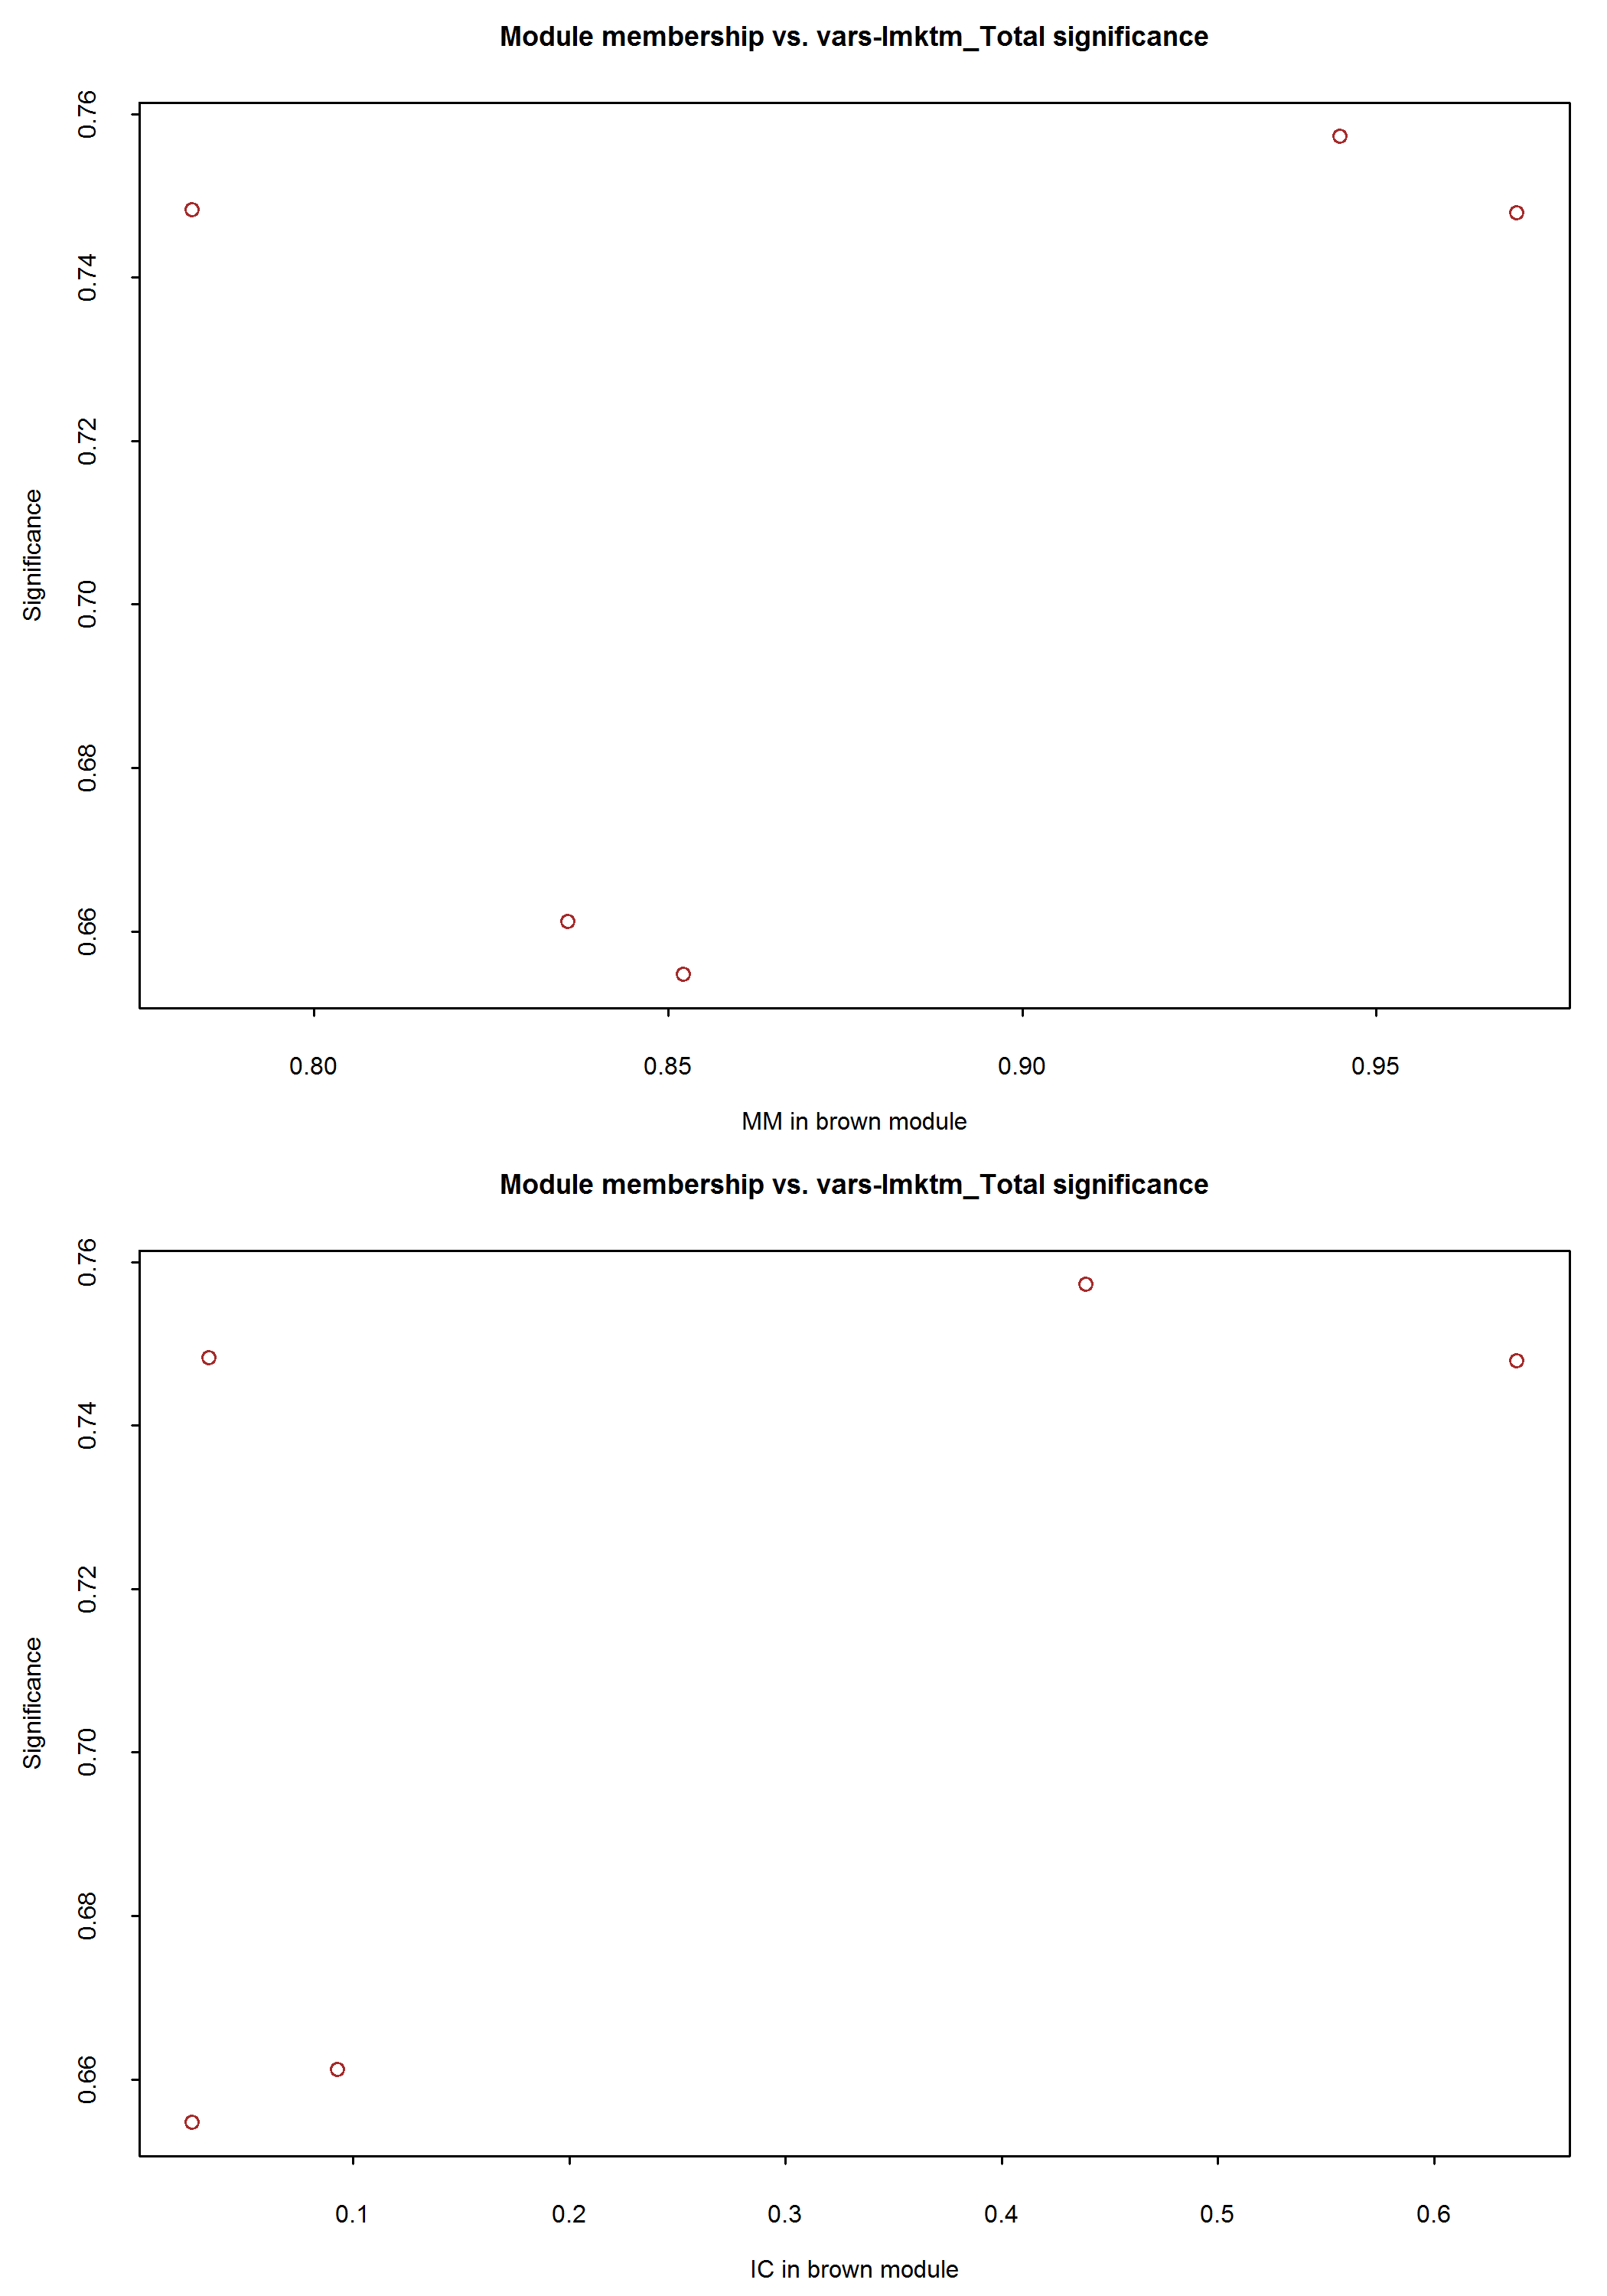 Module membership vs. vars-lmktm_Total significance
0.76
0.74
0.72
0.70
0.68
0.66
Significance
0.80 0.85 0.90 0.95
MM in brown module
Module membership vs. vars-lmktm_Total significance
0.76
0.74
0.72
0.70
0.68
0.66
Significance
0.1 0.2 0.3 0.4 0.5 0.6
IC in brown module